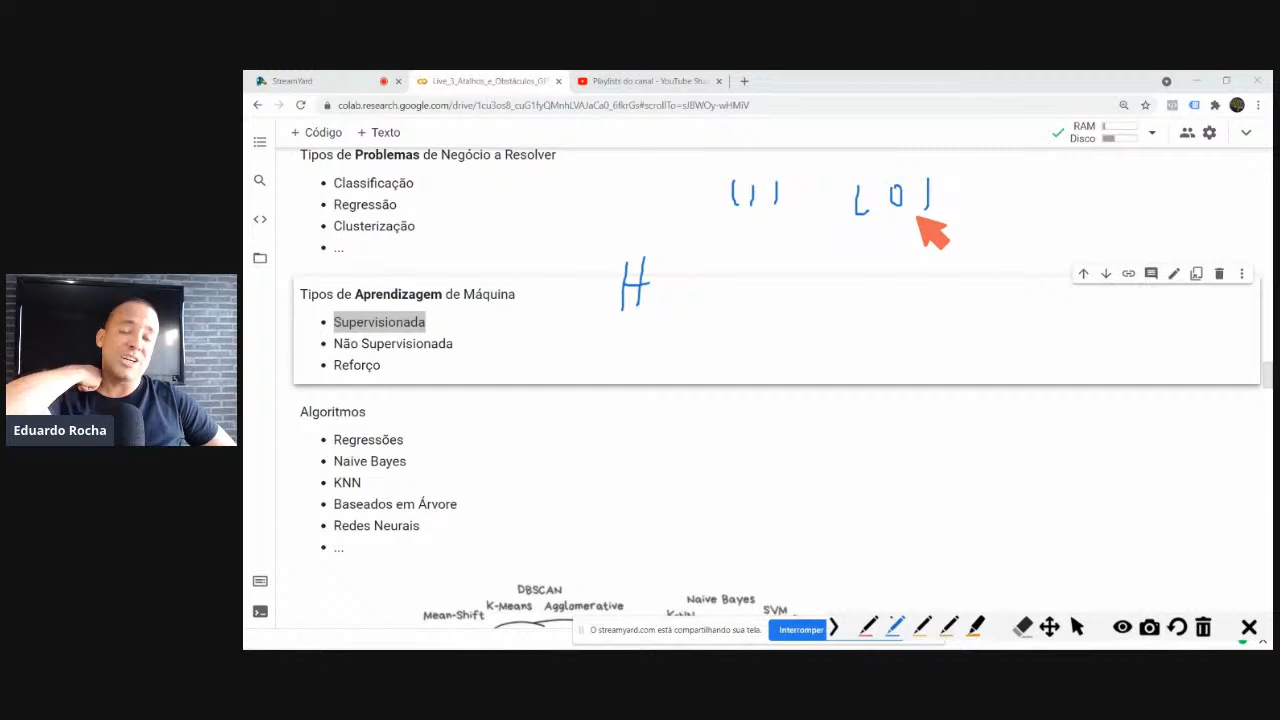 StreamYard
Live_3_Atalhos_e_Obstáculos_GF
Playlists do canal - YouTube Stu
colab.research.google.com/drive/1cu3os8_cuG1fyQMnhLVAJaCa0_6fkrGs#scrollTo=sJBWOy-wHMiV
+ Código + Texto
RAM
Disco
Tipos de Problemas de Negócio a Resolver
• Classificação
• Regressão
• Clusterização
• ...
H
Tipos de Aprendizagem de Máquina
• Supervisionada
• Não Supervisionada
• Reforço
Eduardo Rocha
Algoritmos
• Regressões
• Naive Bayes
• KNN
• Baseados em Árvore
• Redes Neurais
• ...
DBSCAN
Naive Bayes
K-Means Agglomerative
Mean-Shift
SVM
O streamyard.com está compartilhando sua tela.
Interromper